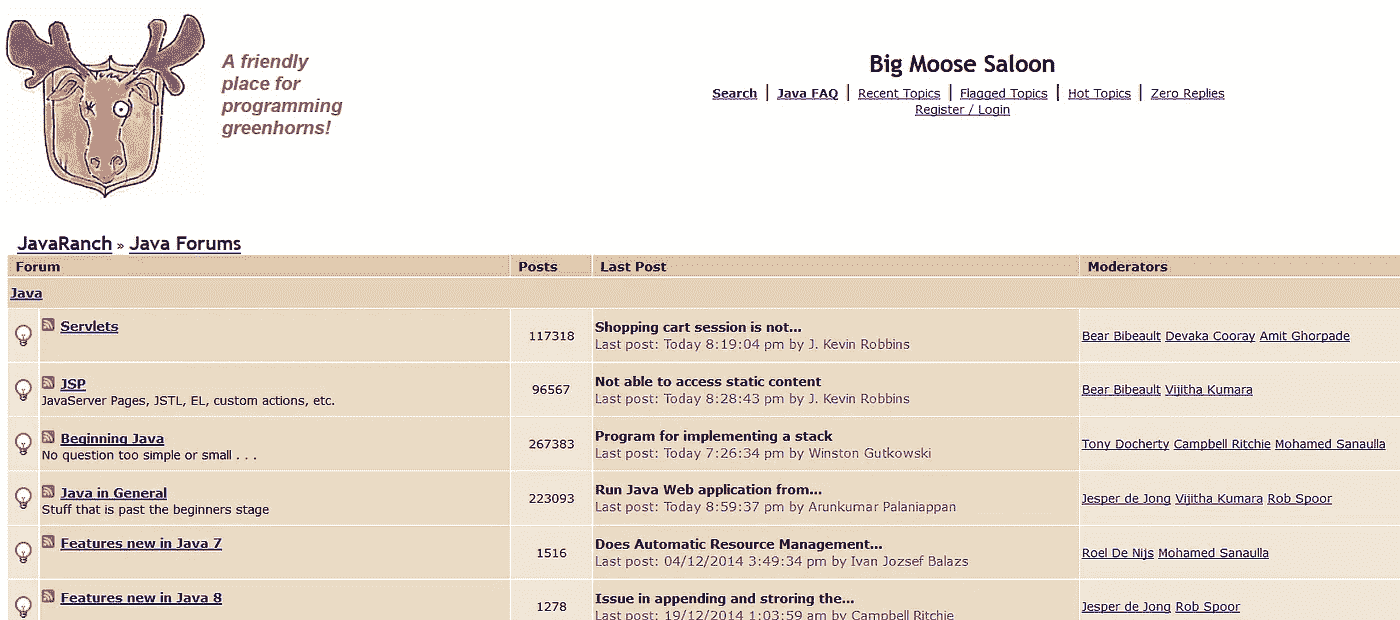 A friendly
place for
programming
greenhorns!
Big Moose Saloon
Search | Java FAQ | Recent Topics | Flagged Topics | Hot Topics | Zero Replies
Register / Login
JavaRanch » Java Forums
Forum Posts Last Post Moderators
Java
Servlets 117318 Shopping cart session is not... Bear Bibeault Devaka Cooray Amit Ghorpade
Last post: Today 8:19:04 pm by J. Kevin Robbins
JSP 96567 Not able to access static content Bear Bibeault Vijitha Kumara
JavaServer Pages, JSTL, EL, custom actions, etc. Last post: Today 8:28:43 pm by J. Kevin Robbins
Beginning Java 267383 Program for implementing a stack Tony Docherty Campbell Ritchie Mohamed Sanaulla
No question too simple or small . . . Last post: Today 7:26:34 pm by Winston Gutkowski
Java in General 223093 Run Java Web application from... Jesper de Jong Vijitha Kumara Rob Spoor
Stuff that is past the beginners stage Last post: Today 8:59:37 pm by Arunkumar Palaniappan
Features new in Java 7 1516 Does Automatic Resource Management... Roel De Nijs Mohamed Sanaulla
Last post: 04/12/2014 3:49:34 pm by Ivan Jozsef Balazs
Features new in Java 8 1278 Issue in appending and stroring the... Jesper de Jong Rob Spoor
Last post: 19/12/2014 1:03:59 am by Campbell Ritchie